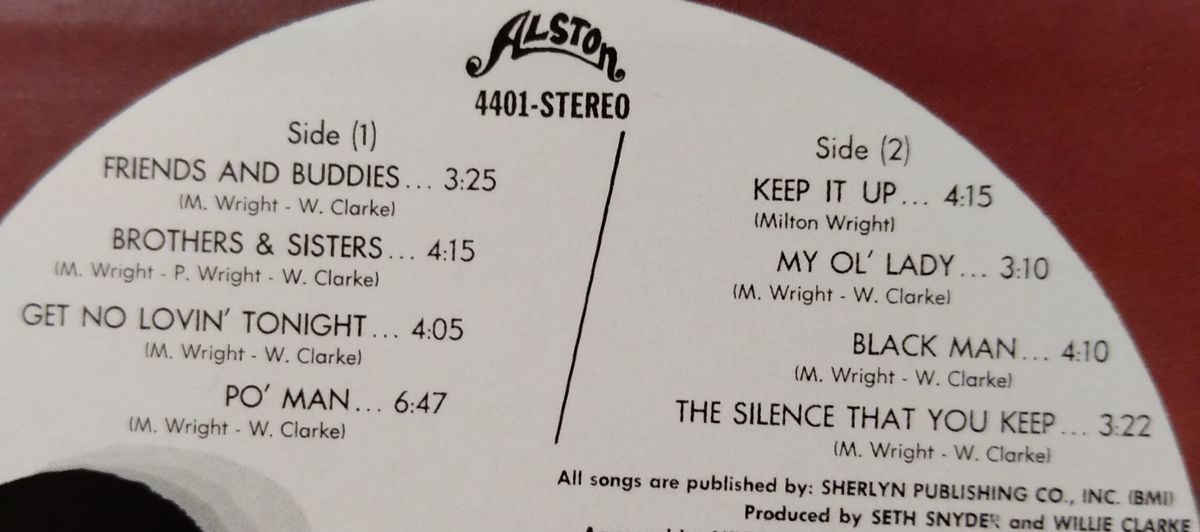 ALSTON
4401-STEREO
Side (1)
FRIENDS AND BUDDIES... 3:25
(M. Wright - W. Clarke)
BROTHERS & SISTERS... 4:15
(M. Wright - P. Wright - W. Clarke)
GET NO LOVIN' TONIGHT... 4:05
(M. Wright - W. Clarke)
PO' MAN... 6:47
(M. Wright - W. Clarke)
Side (2)
KEEP IT UP... 4:15
(Milton Wright)
MY OL' LADY... 3:10
(M. Wright - W. Clarke)
BLACK MAN... 4:10
(M. Wright - W. Clarke)
THE SILENCE THAT YOU KEEP... 3:22
(M. Wright - W. Clarke)
All songs are published by: SHERLYN PUBLISHING CO., INC. (BMI)
Produced by SETH SNYDER and WILLIE CLARKE